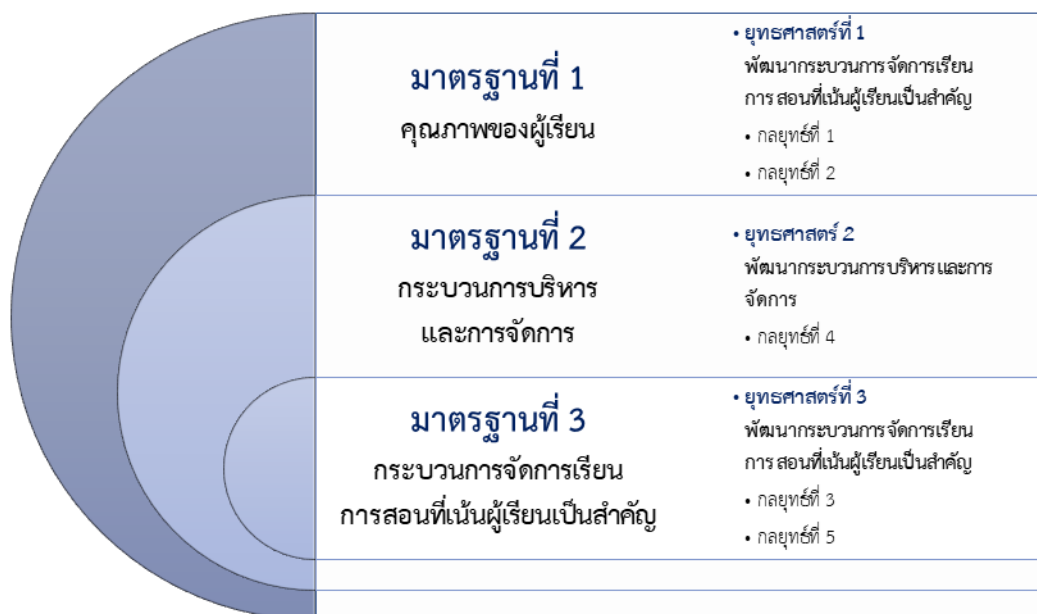 มาตรฐานที่ 1
คุณภาพของผู้เรียน
• ยุทธศาสตร์ที่ 1
พัฒนากระบวนการจัดการเรียน
การ สอนที่เน้นผู้เรียนเป็นสำคัญ
• กลยุทธ์ที่ 1
• กลยุทธ์ที่ 2
มาตรฐานที่ 2
กระบวนการบริหาร
และการจัดการ
• ยุทธศาสตร์ 2
พัฒนากระบวนการบริหารและการ
จัดการ
• กลยุทธ์ที่ 4
มาตรฐานที่ 3
กระบวนการจัดการเรียน
การสอนที่เน้นผู้เรียนเป็นสำคัญ
• ยุทธศาสตร์ที่ 3
พัฒนากระบวนการจัดการเรียน
การ สอนที่เน้นผู้เรียนเป็นสำคัญ
• กลยุทธ์ที่ 3
• กลยุทธ์ที่ 5